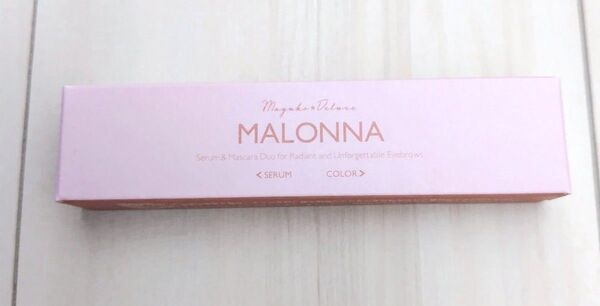 Mayuko★Deluxe
MALONNA
Serum & Mascara Duo for Radiant and Unforgettable Eyebrows
<SERUM COLOR>